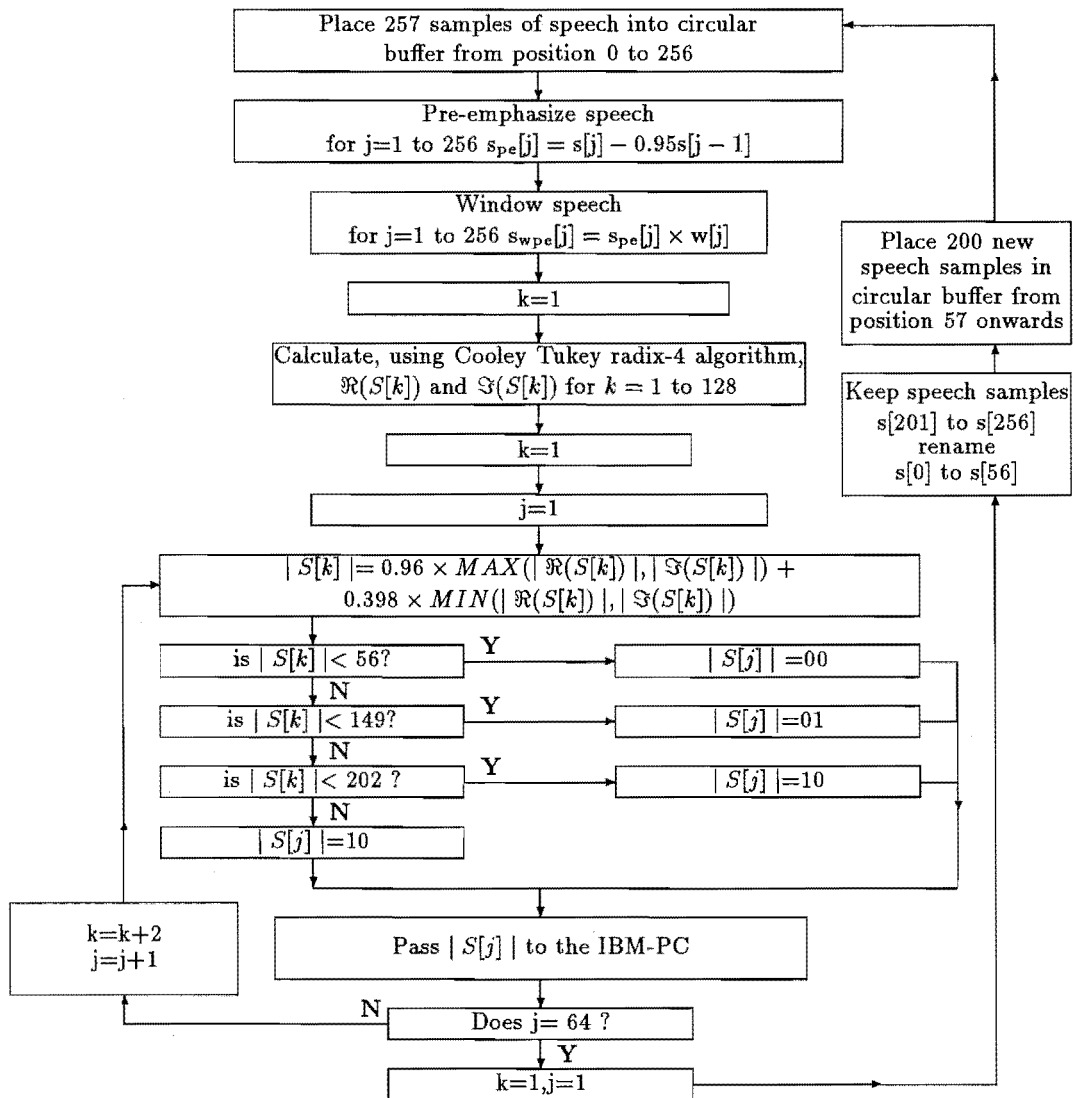 Place 257 samples of speech into circular
buffer from position 0 to 256
Pre-emphasize speech
for j=1 to 256 s_pe[j] = s[j] − 0.95s[j − 1]
Window speech
for j=1 to 256 s_wpe[j] = s_pe[j] × w[j]
k=1
Calculate, using Cooley Tukey radix-4 algorithm,
ℜ(S[k]) and ℑ(S[k]) for k = 1 to 128
k=1
j=1
| S[k] |= 0.96 × MAX(| ℜ(S[k]) |,| ℑ(S[k]) |) +
0.398 × MIN(| ℜ(S[k]) |,| ℑ(S[k]) |)
is | S[k] |< 56?
Y
| S[j] | =00
N
is | S[k] |< 149?
Y
| S[j] |=01
N
is | S[k] |< 202 ?
Y
| S[j] |=10
N
| S[j] |=10
Pass | S[j] | to the IBM-PC
Does j= 64 ?
N
k=k+2
j=j+1
Y
k=1,j=1
Keep speech samples
s[201] to s[256]
rename
s[0] to s[56]
Place 200 new
speech samples in
circular buffer from
position 57 onwards